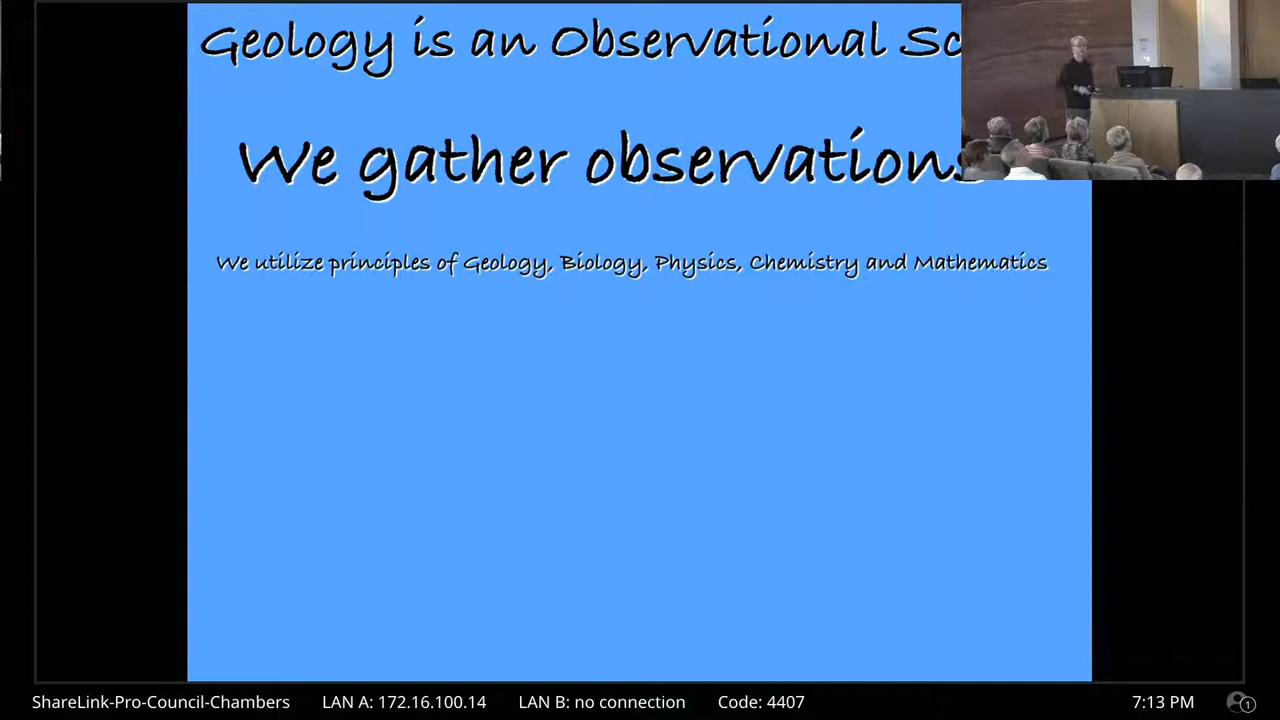 Geology is an Observational Sc
We gather observations
We utilize principles of Geology, Biology, Physics, Chemistry and Mathematics
ShareLink-Pro-Council-Chambers LAN A: 172.16.100.14 LAN B: no connection Code: 4407 7:13 PM 1